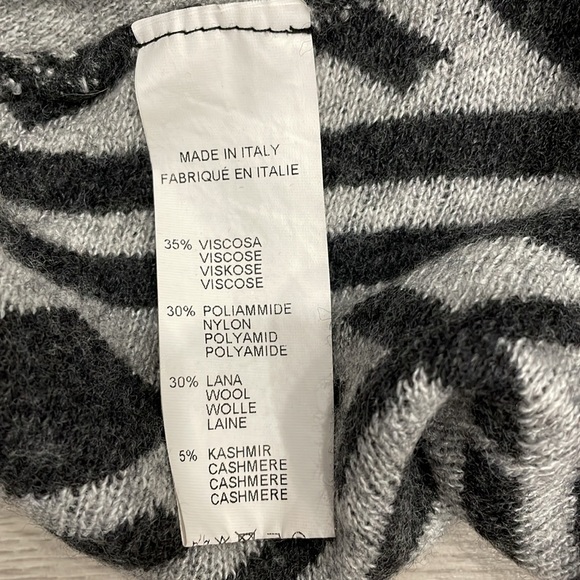 MADE IN ITALY
FABRIQUÉ EN ITALIE
35% VISCOSA
VISCOSE
VISKOSE
VISCOSE
30% POLIAMMIDE
NYLON
POLYAMID
POLYAMIDE
30% LANA
WOOL
WOLLE
LAINE
5% KASHMIR
CASHMERE
CASHMERE
CASHMERE